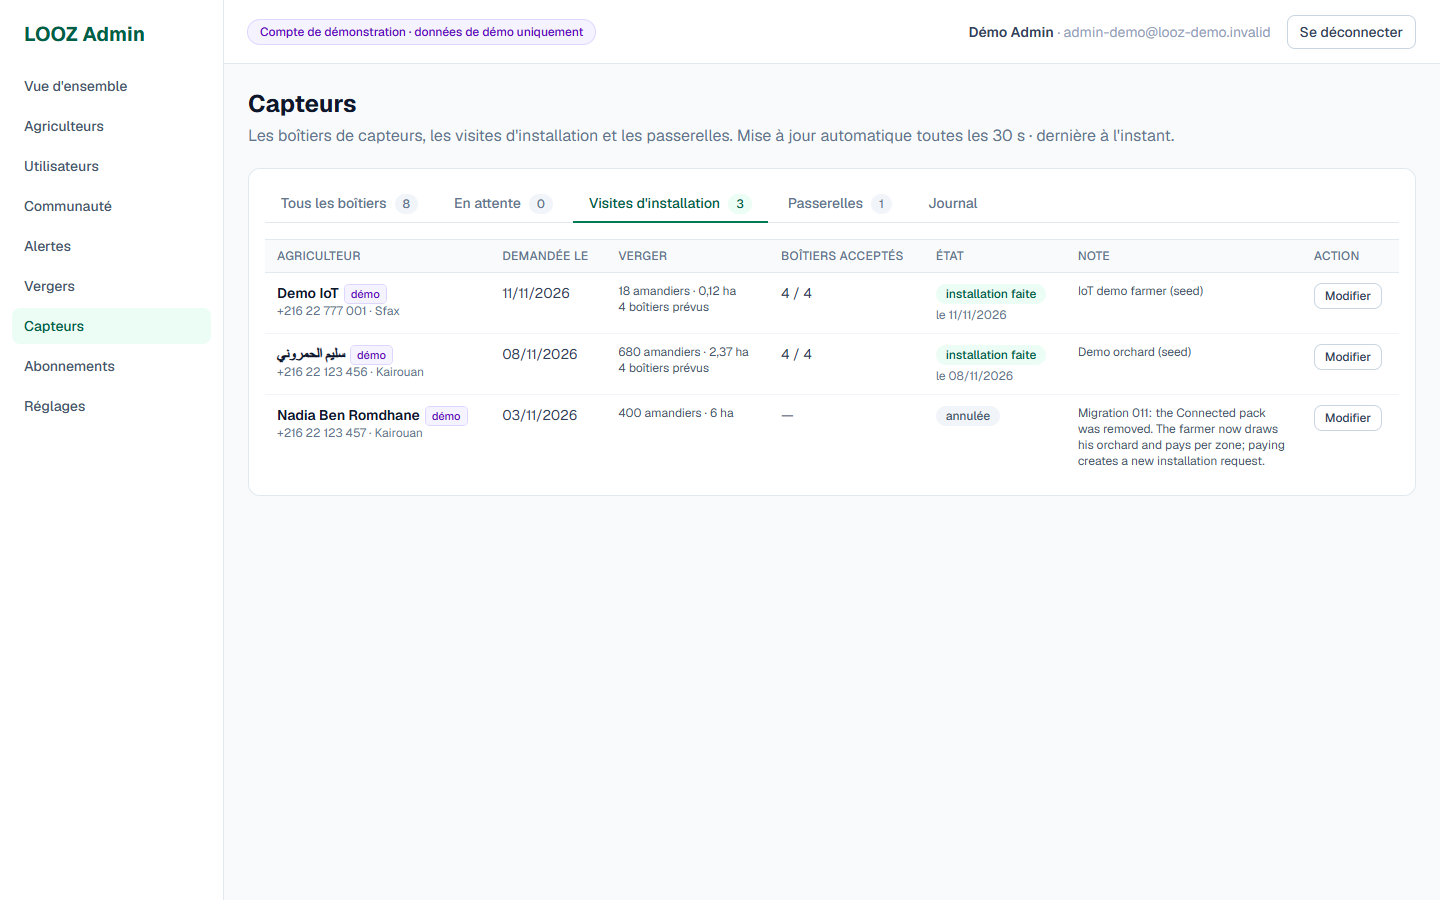 LOOZ Admin
Compte de démonstration · données de démo uniquement
Démo Admin · admin-demo@looz-demo.invalid
Se déconnecter
Vue d'ensemble
Agriculteurs
Utilisateurs
Communauté
Alertes
Vergers
Capteurs
Abonnements
Réglages
Capteurs
Les boîtiers de capteurs, les visites d'installation et les passerelles. Mise à jour automatique toutes les 30 s · dernière à l'instant.
Tous les boîtiers 8
En attente 0
Visites d'installation 3
Passerelles 1
Journal
AGRICULTEUR
DEMANDÉE LE
VERGER
BOÎTIERS ACCEPTÉS
ÉTAT
NOTE
ACTION
Demo IoT démo
+216 22 777 001 · Sfax
11/11/2026
18 amandiers · 0,12 ha
4 boîtiers prévus
4 / 4
installation faite
le 11/11/2026
IoT demo farmer (seed)
Modifier
سليم الحمروني démo
+216 22 123 456 · Kairouan
08/11/2026
680 amandiers · 2,37 ha
4 boîtiers prévus
4 / 4
installation faite
le 08/11/2026
Demo orchard (seed)
Modifier
Nadia Ben Romdhane démo
+216 22 123 457 · Kairouan
03/11/2026
400 amandiers · 6 ha
—
annulée
Migration 011: the Connected pack
was removed. The farmer now draws
his orchard and pays per zone; paying
creates a new installation request.
Modifier